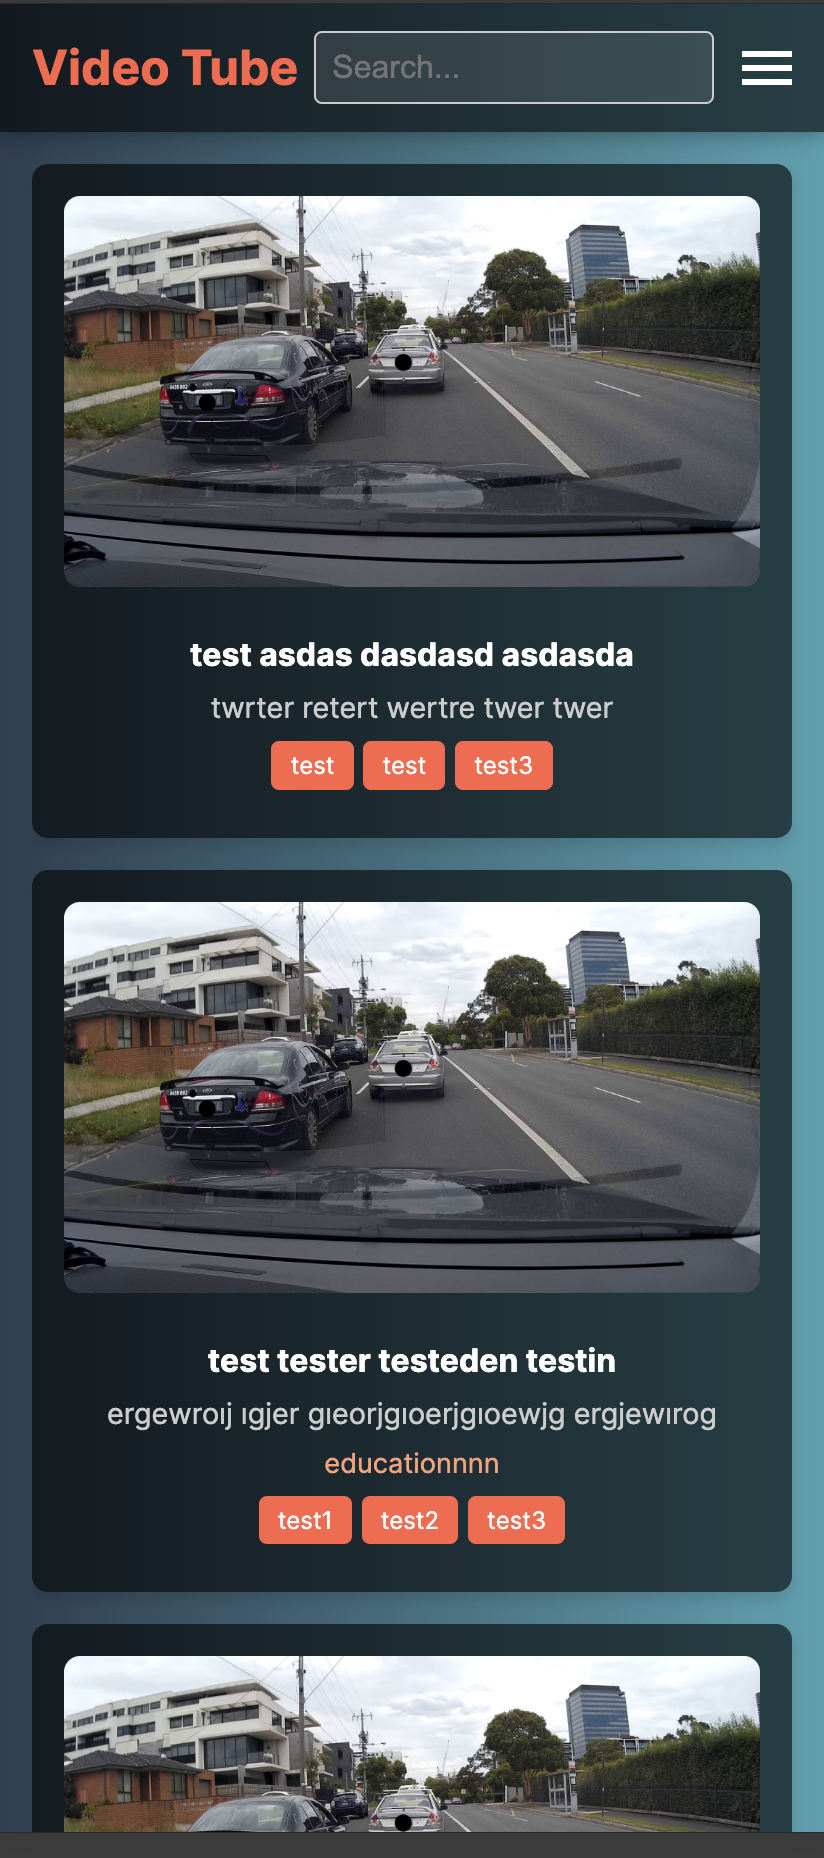 Video Tube
Search...
test asdas dasdasd asdasda
twrter retert wertre twer twer
test test test3
test tester testeden testin
ergewroıj ıgjer gıeorjgıoerjgıoewjg ergjewırog
educationnnn
test1 test2 test3